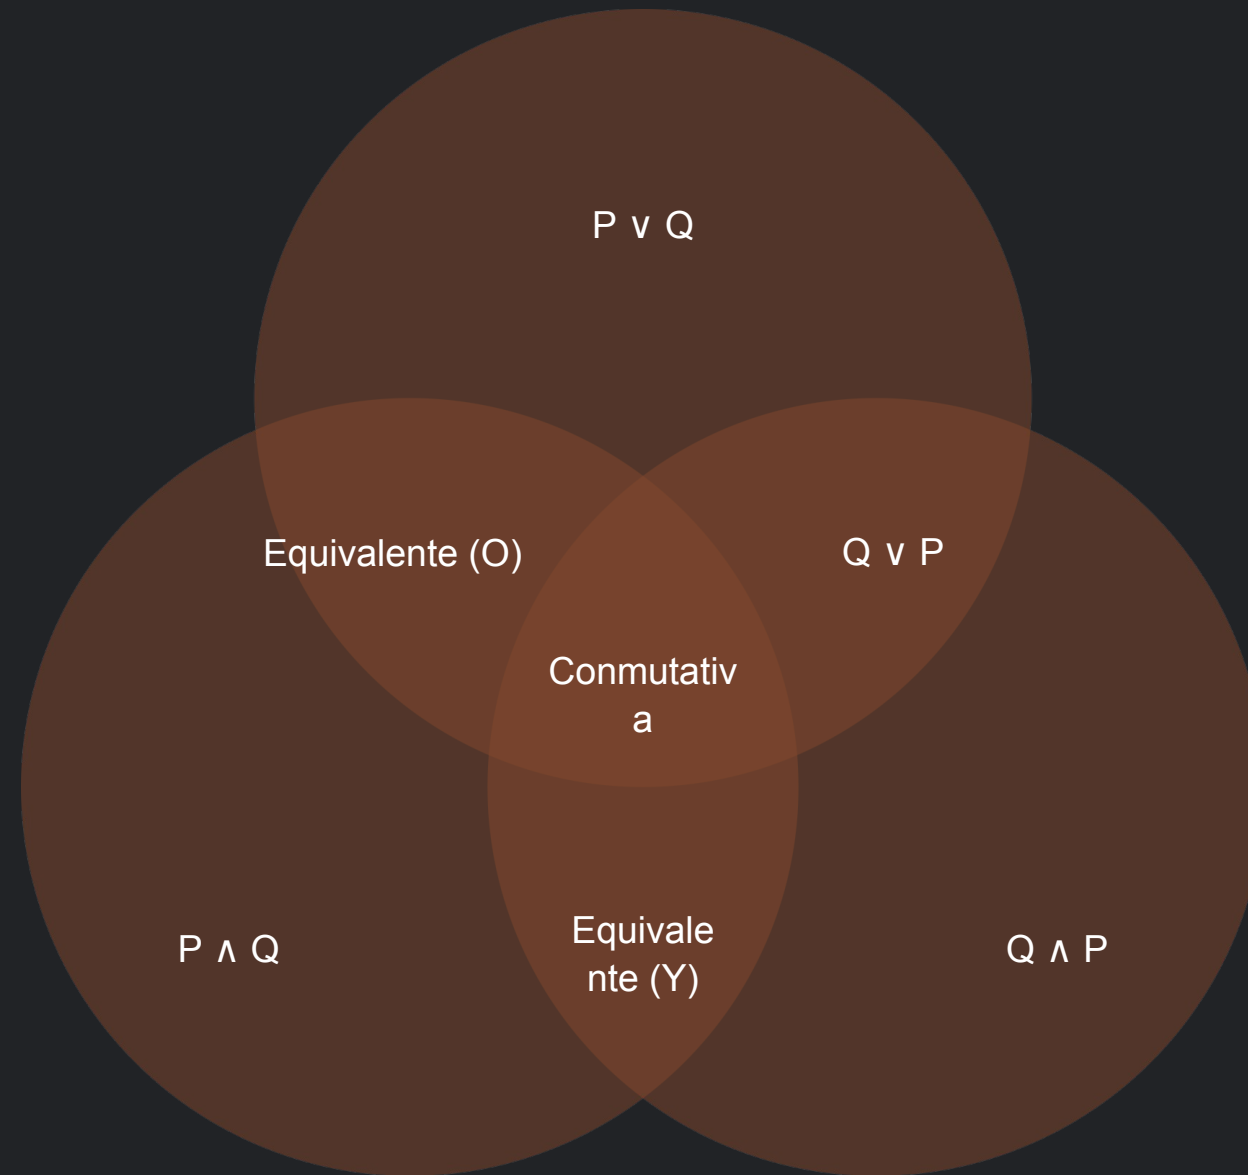 P ∨ Q
Equivalente (O)
Q ∨ P
Conmutativ
a
Equivale
nte (Y)
P ∧ Q
Q ∧ P